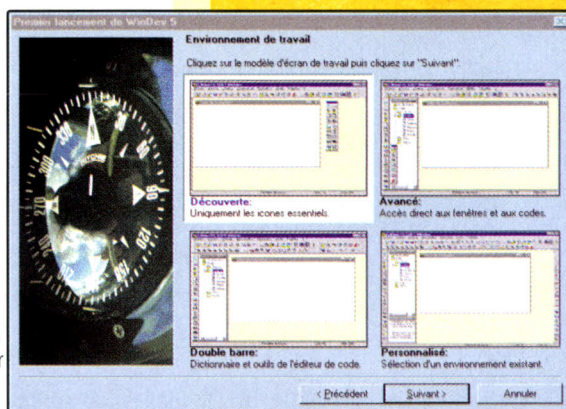 Premier lancement de WinDev 5
Environnement de travail
Cliquez sur le modèle d'écran de travail puis cliquez sur "Suivant".
Découverte:
Uniquement les icones essentiels.
Avancé:
Accès direct aux fenêtres et aux codes.
Double barre:
Dictionnaire et outils de l'éditeur de code.
Personnalisé:
Sélection d'un environnement existant.
< Précédent
Suivant >
Annuler